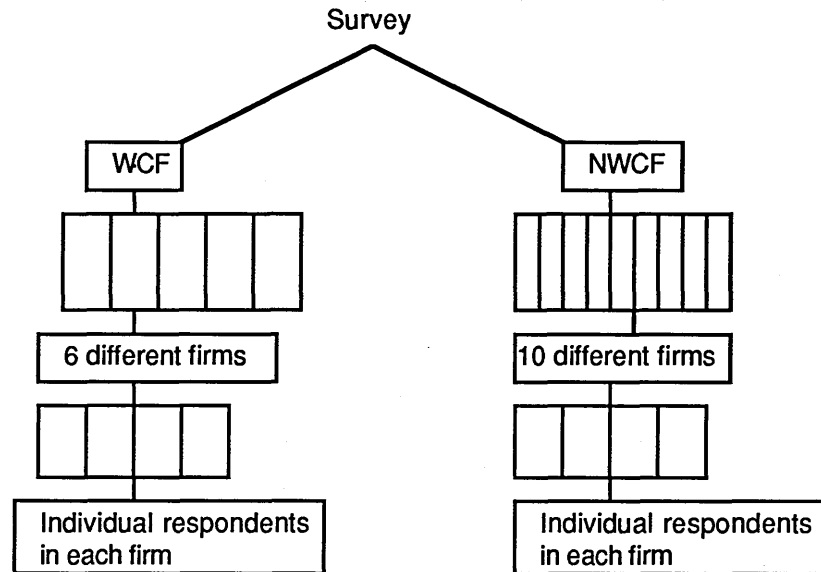 Survey
WCF
NWCF
6 different firms
10 different firms
Individual respondents
in each firm
Individual respondents
in each firm